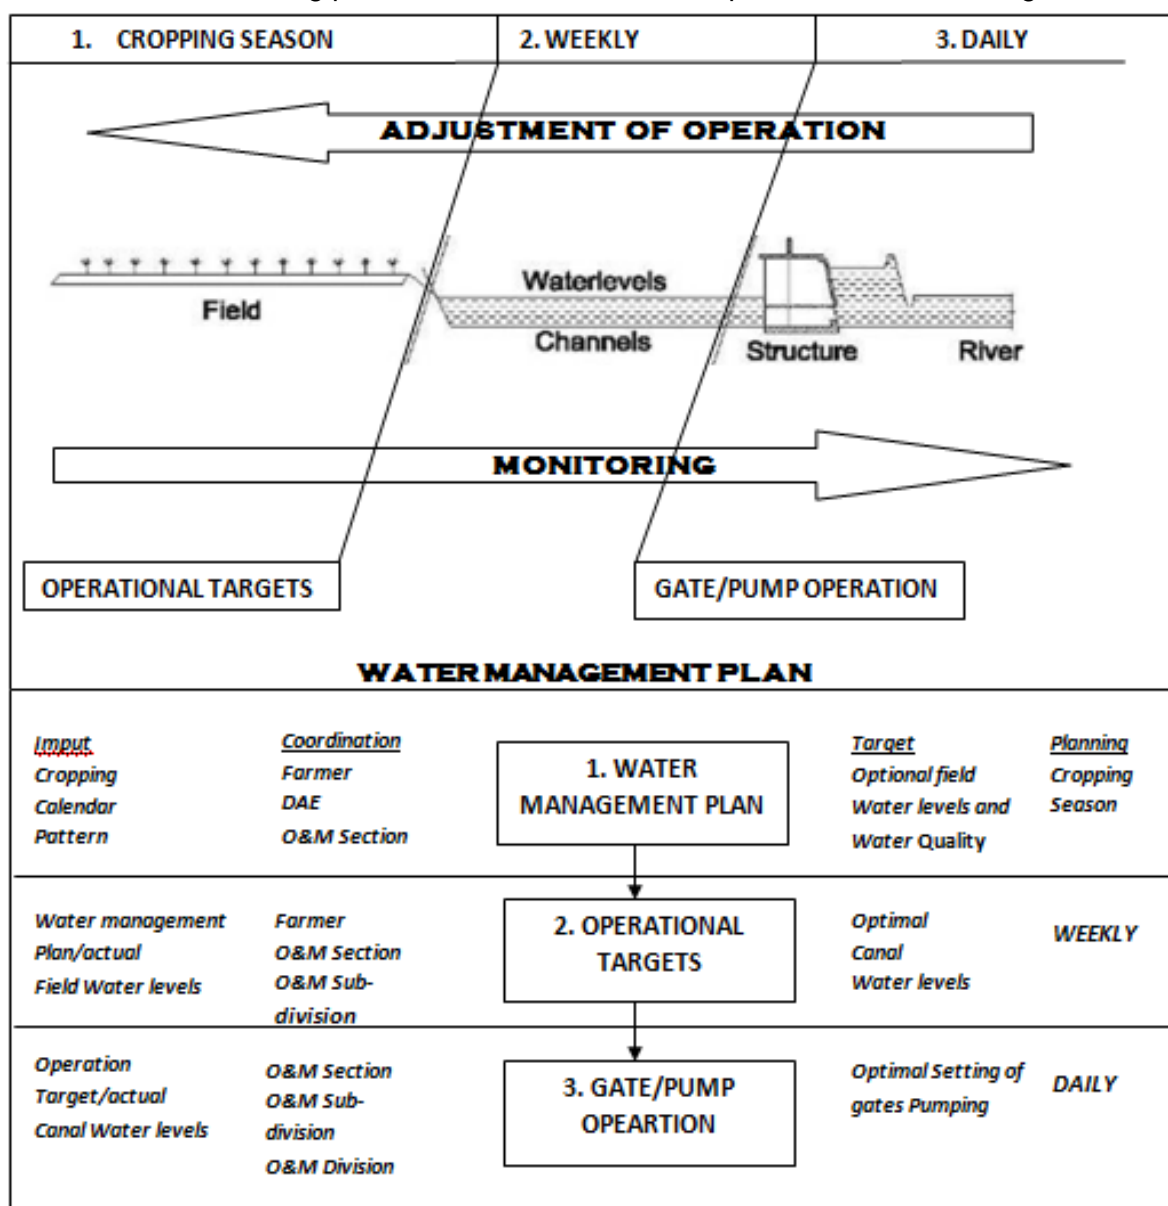 1. CROPPING SEASON 2. WEEKLY 3. DAILY
ADJUSTMENT OF OPERATION
Field
Waterlevels
Channels
Structure
River
MONITORING
OPERATIONAL TARGETS
GATE/PUMP OPERATION
WATER MANAGEMENT PLAN
Imput
Cropping
Calendar
Pattern
Coordination
Farmer
DAE
O&M Section
1. WATER
MANAGEMENT PLAN
Target
Optional field
Water levels and
Water Quality
Planning
Cropping
Season
Water management
Plan/actual
Field Water levels
Farmer
O&M Section
O&M Sub-
division
2. OPERATIONAL
TARGETS
Optimal
Canal
Water levels
WEEKLY
Operation
Target/actual
Canal Water levels
O&M Section
O&M Sub-
division
O&M Division
3. GATE/PUMP
OPEARTION
Optimal Setting of
gates Pumping
DAILY